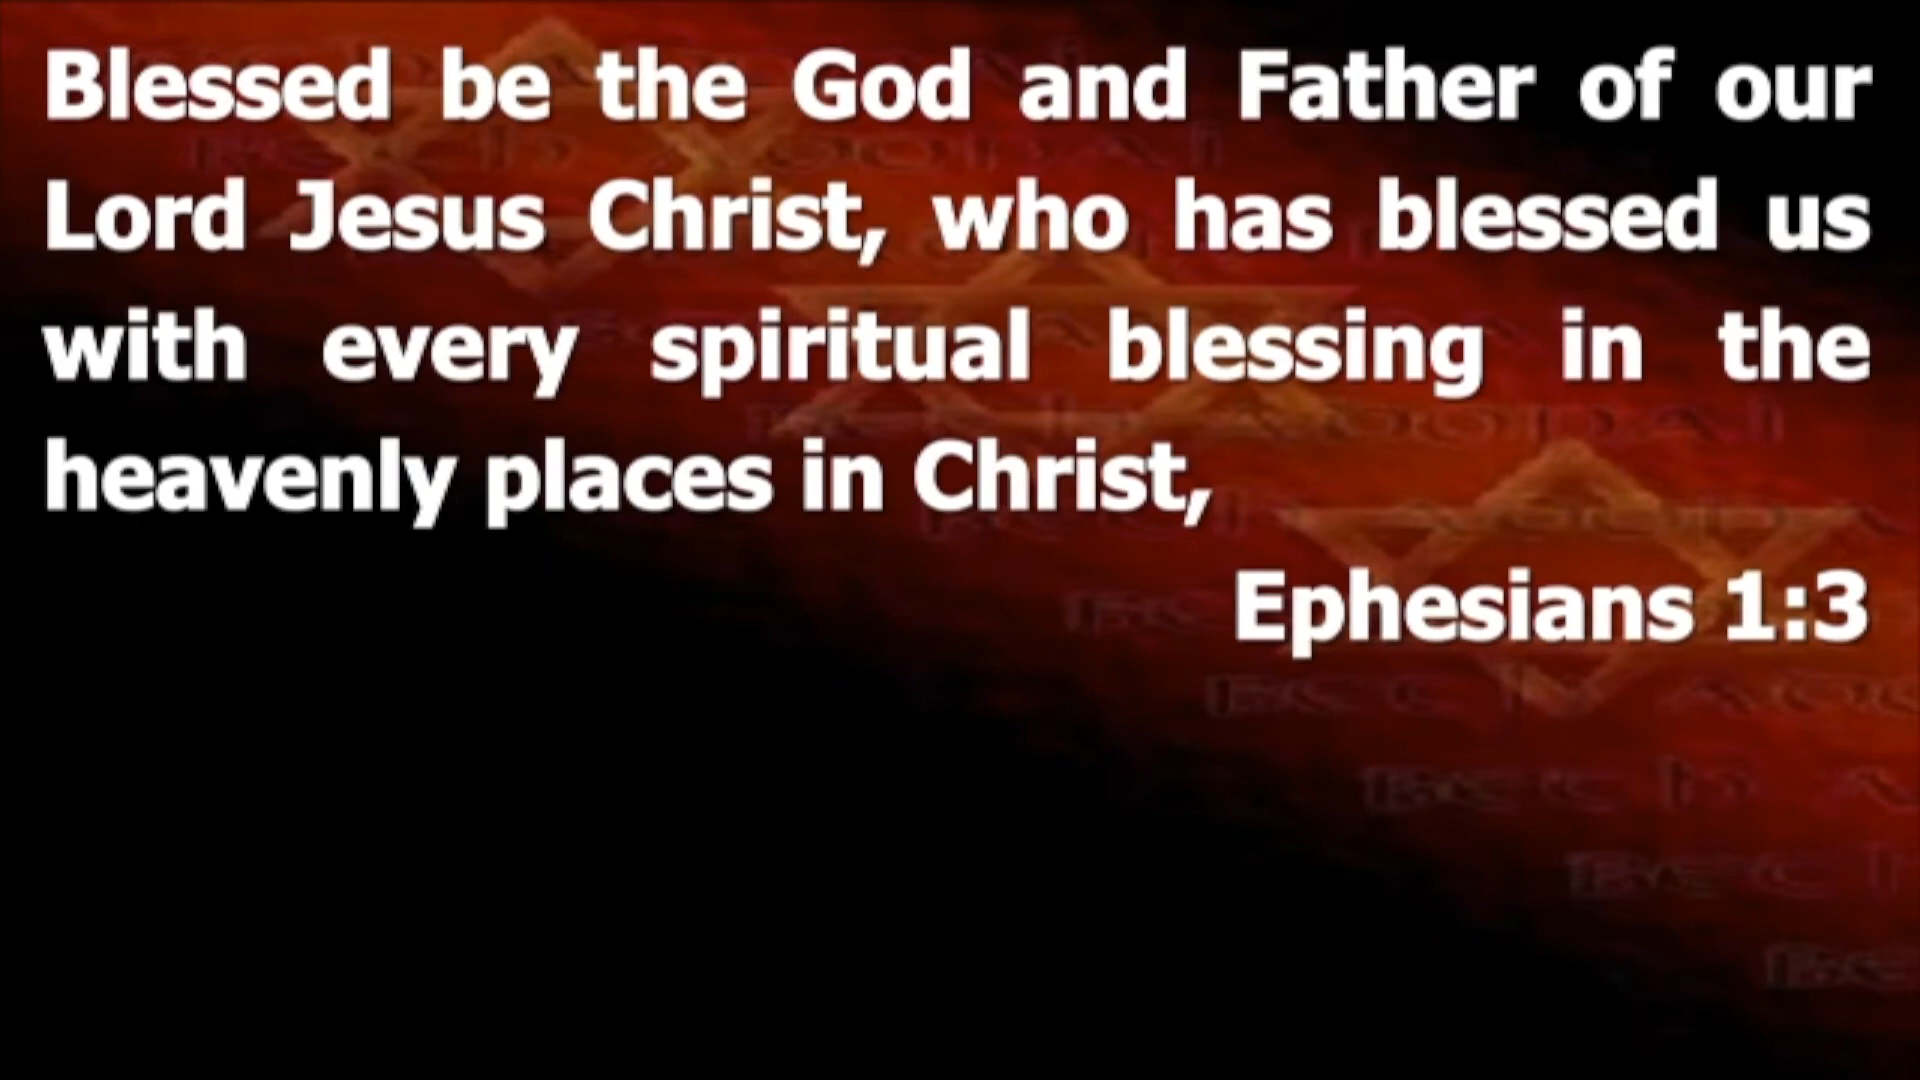 Blessed be the God and Father of our
Lord Jesus Christ, who has blessed us
with every spiritual blessing in the
heavenly places in Christ,
Ephesians 1:3